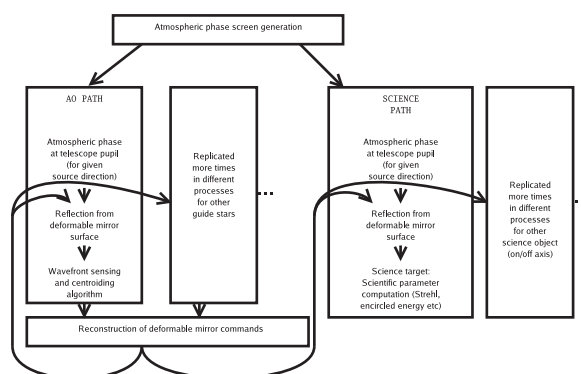 Atmospheric phase screen generation
AO PATH
Atmospheric phase
at telescope pupil
(for given
source direction)
Reflection from
deformable mirror
surface
Wavefront sensing
and centroiding
algorithm
Replicated
more times
in different
processes
for other
guide stars
...
SCIENCE
PATH
Atmospheric phase
at telescope pupil
(for given
source direction)
Reflection from
deformable mirror
surface
Science target:
Scientific parameter
computation (Strehl,
encircled energy etc)
Replicated
more times
in different
processes
for other
science object
(on/off axis)
Reconstruction of deformable mirror commands